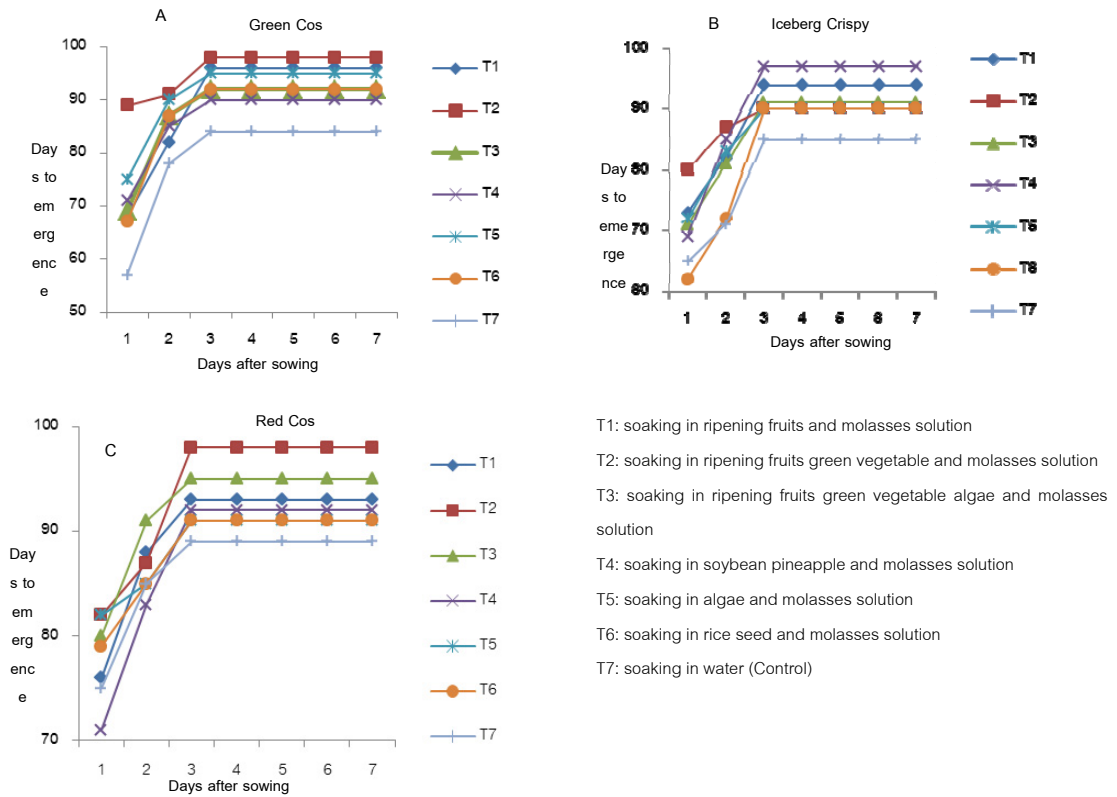 A
Green Cos
100
90
80
70
60
50
Day
s to
em
erg
enc
e
1 2 3 4 5 6 7
Days after sowing
T1
T2
T3
T4
T5
T6
T7
B
Iceberg Crispy
100
90
80
70
60
Day
s to
eme
rge
nce
1 2 3 4 5 6 7
Days after sowing
T1
T2
T3
T4
T5
T6
T7
C
Red Cos
100
90
80
70
Day
s to
em
erg
enc
e
1 2 3 4 5 6 7
Days after sowing
T1
T2
T3
T4
T5
T6
T7
T1: soaking in ripening fruits and molasses solution
T2: soaking in ripening fruits green vegetable and molasses solution
T3: soaking in ripening fruits green vegetable algae and molasses
solution
T4: soaking in soybean pineapple and molasses solution
T5: soaking in algae and molasses solution
T6: soaking in rice seed and molasses solution
T7: soaking in water (Control)